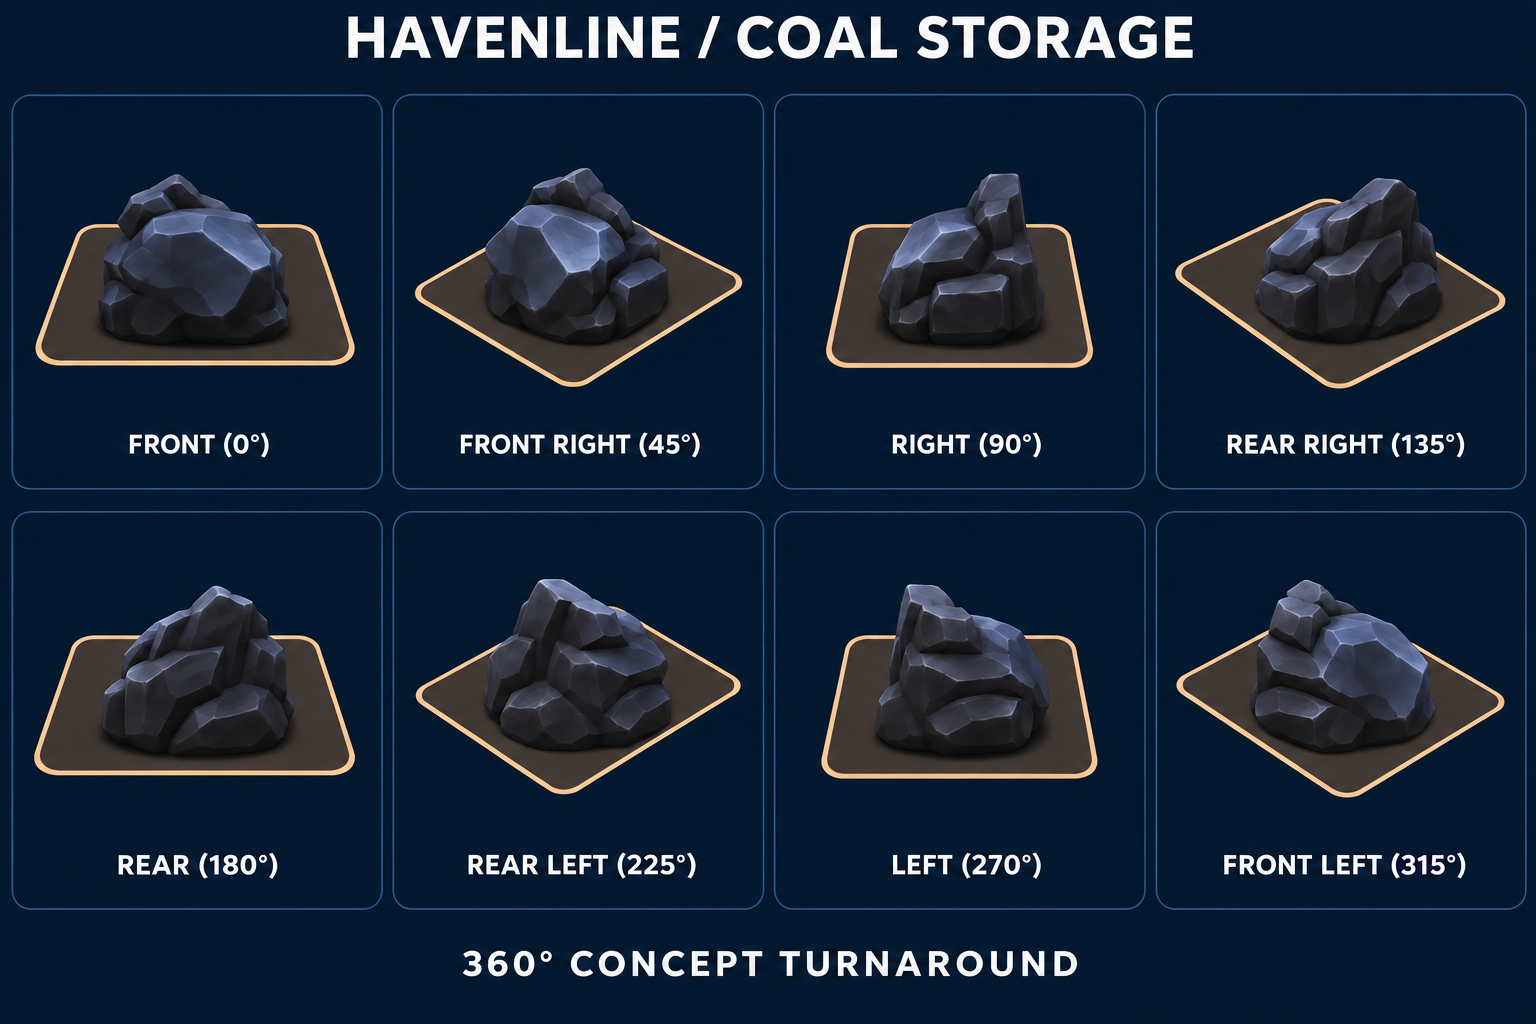 HAVENLINE / COAL STORAGE
FRONT (0°)
FRONT RIGHT (45°)
RIGHT (90°)
REAR RIGHT (135°)
REAR (180°)
REAR LEFT (225°)
LEFT (270°)
FRONT LEFT (315°)
360° CONCEPT TURNAROUND